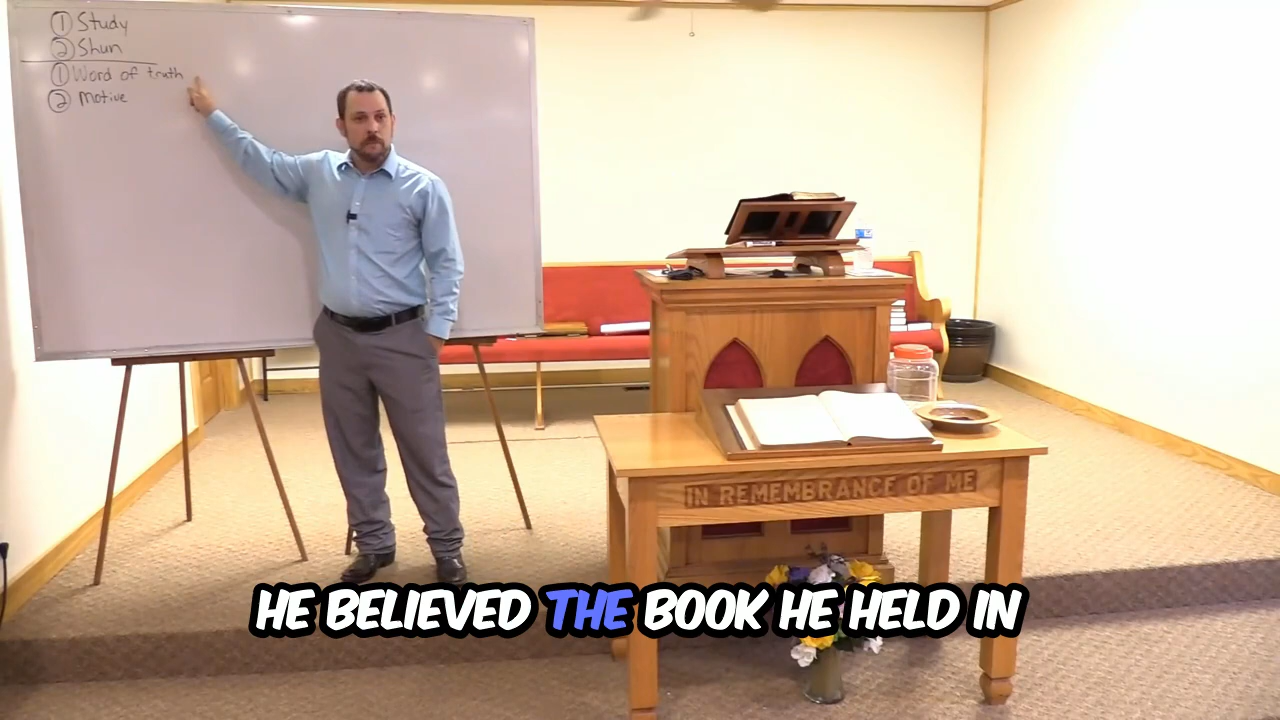 ① Study
② Shun
① Word of truth
② Motive
IN REMEMBRANCE OF ME
HE BELIEVED THE BOOK HE HELD IN